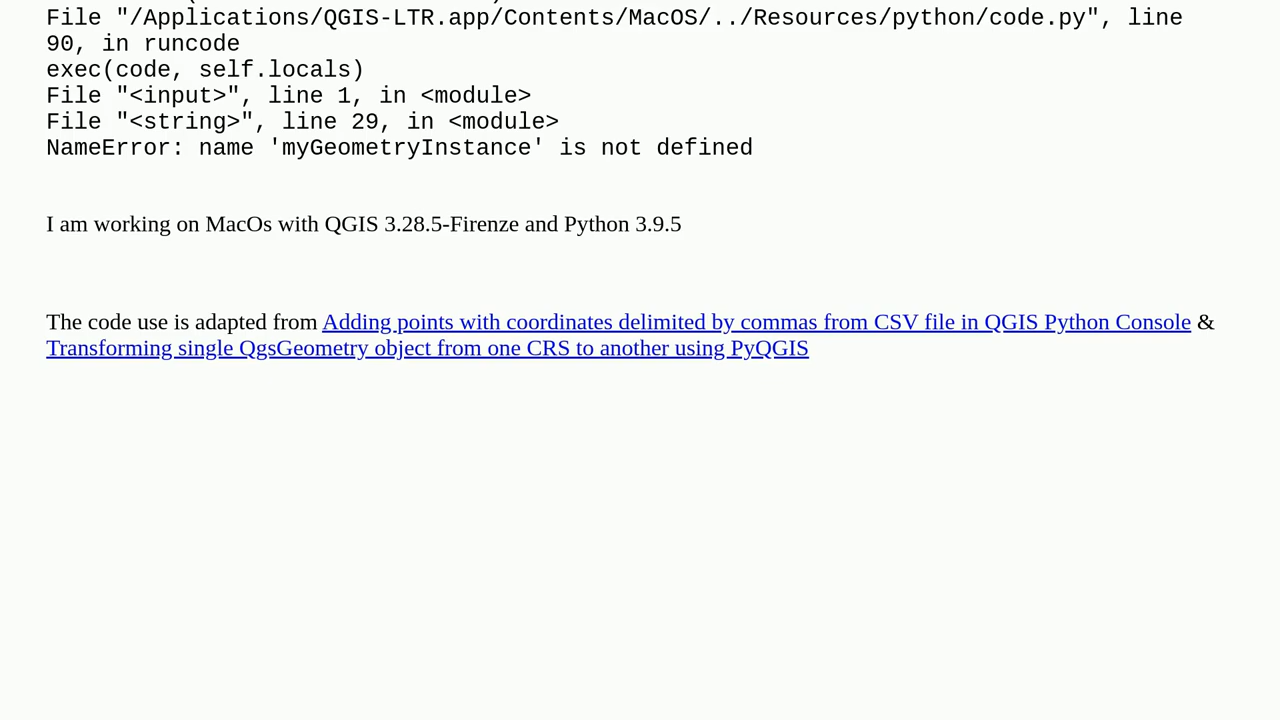 File "/Applications/QGIS-LTR.app/Contents/MacOS/../Resources/python/code.py", line
90, in runcode
exec(code, self.locals)
File "<input>", line 1, in <module>
File "<string>", line 29, in <module>
NameError: name 'myGeometryInstance' is not defined
I am working on MacOs with QGIS 3.28.5-Firenze and Python 3.9.5
The code use is adapted from Adding points with coordinates delimited by commas from CSV file in QGIS Python Console &
Transforming single QgsGeometry object from one CRS to another using PyQGIS